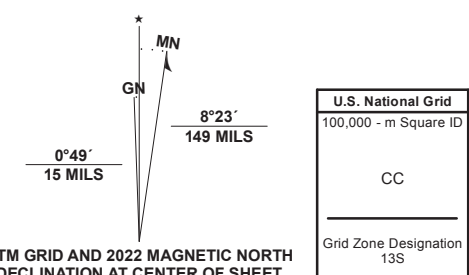 ★
MN
GN
8°23´
149 MILS
0°49´
15 MILS
TM GRID AND 2022 MAGNETIC NORTH
DECLINATION AT CENTER OF SHEET
U.S. National Grid
100,000 - m Square ID
CC
Grid Zone Designation
13S